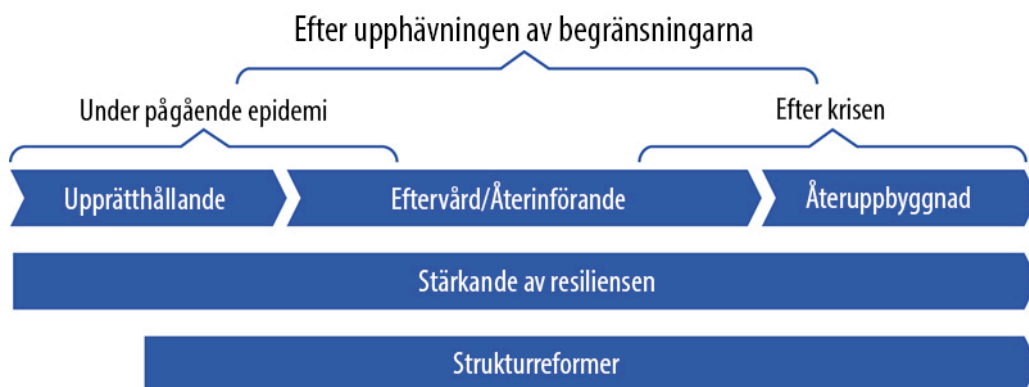 Efter upphävningen av begränsningarna
Under pågående epidemi
Efter krisen
Upprätthållande
Eftervård/Återinförande
Återuppbyggnad
Stärkande av resiliensen
Strukturreformer